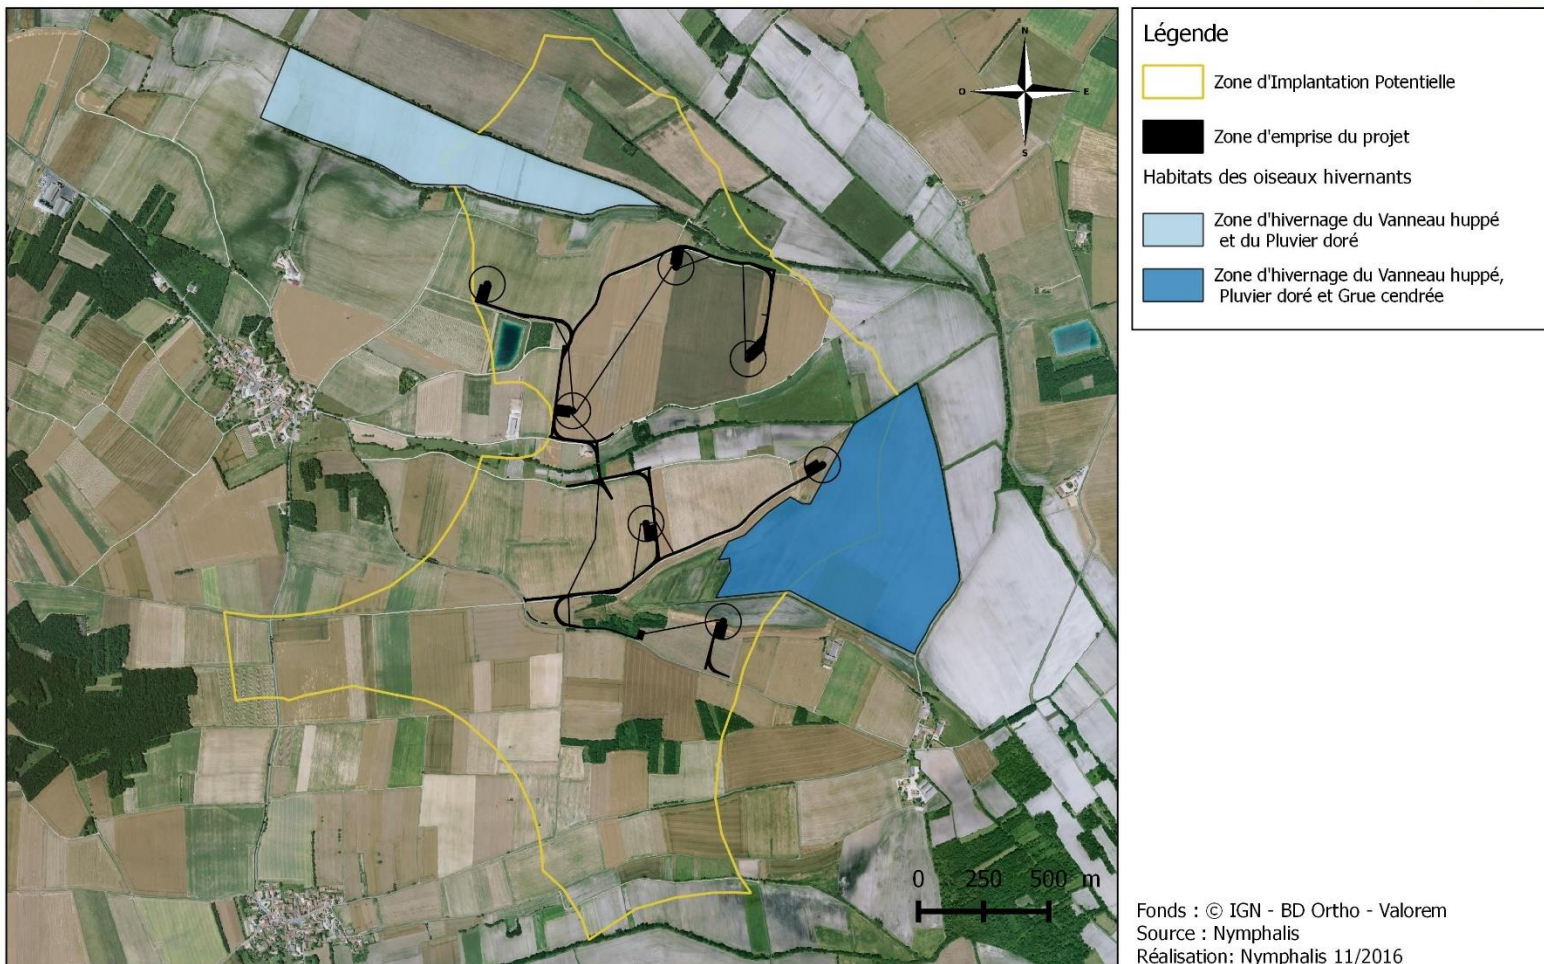 N
O
E
S
0 250 500 m
Légende
Zone d'Implantation Potentielle
Zone d'emprise du projet
Habitats des oiseaux hivernants
Zone d'hivernage du Vanneau huppé
et du Pluvier doré
Zone d'hivernage du Vanneau huppé,
Pluvier doré et Grue cendrée
Fonds : © IGN - BD Ortho - Valorem
Source : Nymphalis
Réalisation: Nymphalis 11/2016